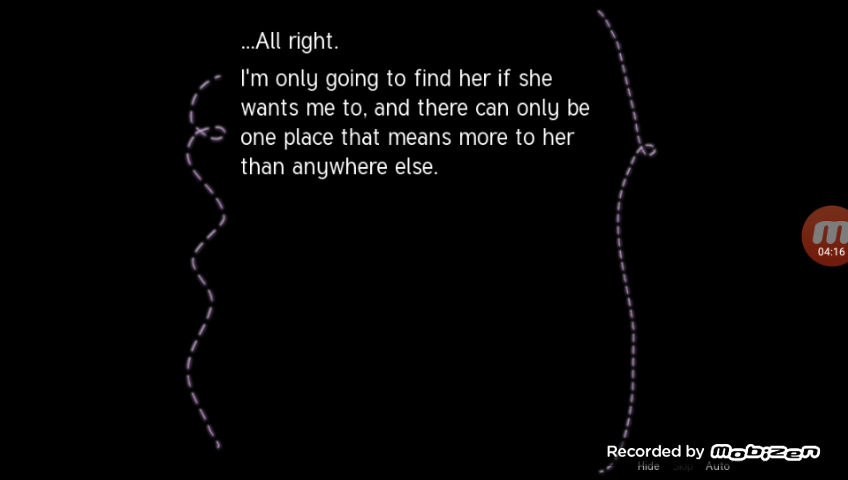 ...All right.
I'm only going to find her if she
wants me to, and there can only be
one place that means more to her
than anywhere else.
m
04:16
Recorded by mobizen
Hide Skip Auto